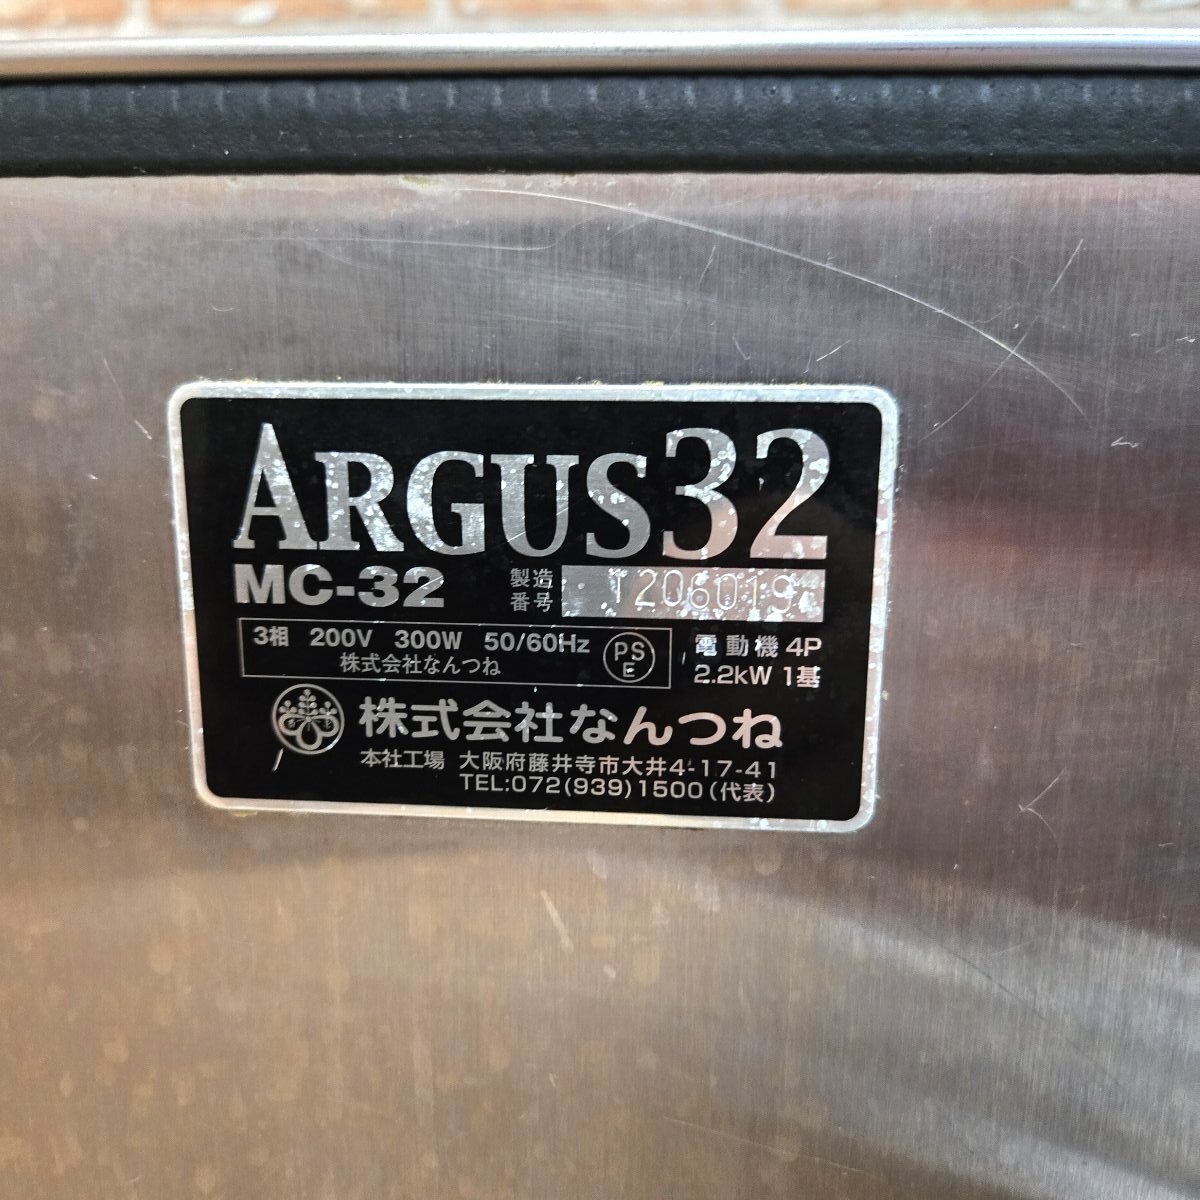 ARGUS32
MC-32 製造番号 T206019
3相 200V 300W 50/60Hz
株式会社なんつね
PS
E
電動機 4P
2.2kW 1基
株式会社なんつね
本社工場 大阪府藤井寺市大井4-17-41
TEL:072(939)1500(代表)